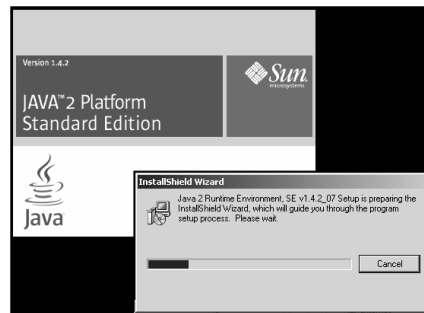 Version 1.4.2
JAVA™2 Platform
Standard Edition
Sun
microsystems
Java
InstallShield Wizard
Java 2 Runtime Environment, SE v1.4.2_07 Setup is preparing the
InstallShield Wizard, which will guide you through the program
setup process. Please wait.
Cancel